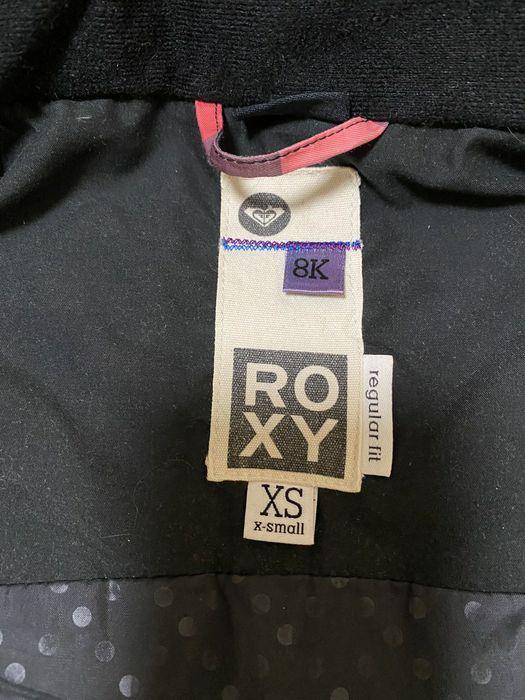 8K
RO
XY
regular fit
XS
x-small